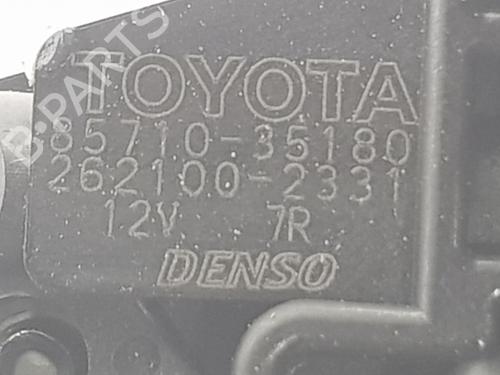 TOYOTA
85710-35180
262100-2331
12V 7R
DENSO
B-PARTS